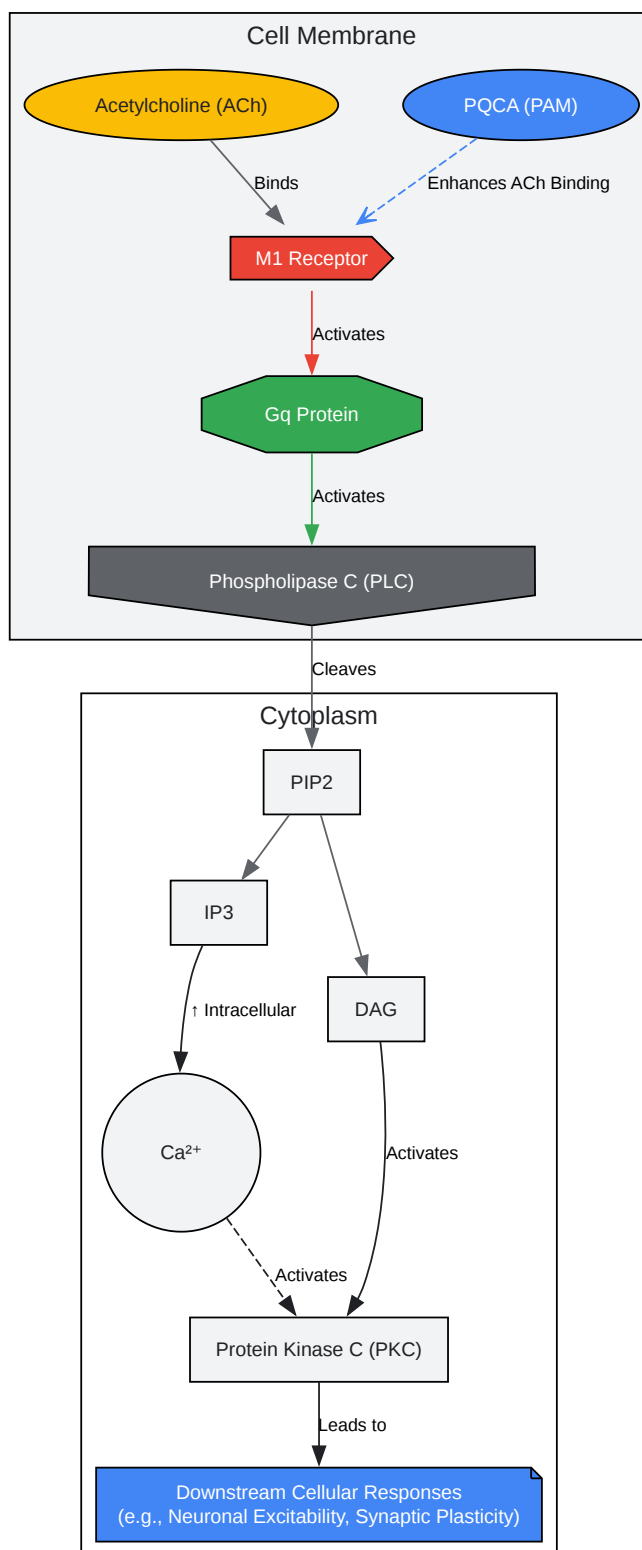 Cell Membrane
Acetylcholine (ACh)
PQCA (PAM)
Binds
Enhances ACh Binding
M1 Receptor
Activates
Gq Protein
Activates
Phospholipase C (PLC)
Cleaves
Cytoplasm
PIP2
IP3
DAG
↑ Intracellular
Ca²⁺
Activates
Activates
Protein Kinase C (PKC)
Leads to
Downstream Cellular Responses
(e.g., Neuronal Excitability, Synaptic Plasticity)